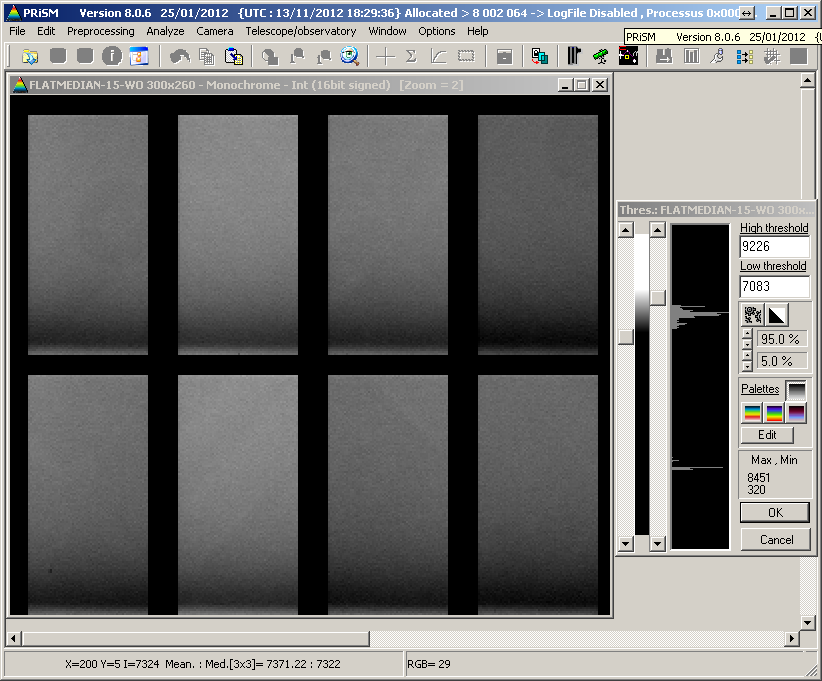 PRiSM Version 8.0.6 25/01/2012 {UTC : 13/11/2012 18:29:36} Allocated > 8 002 064 -> LogFile Disabled , Processus 0x000
File Edit Preprocessing Analyze Camera Telescope/observatory Window Options Help
PRiSM Version 8.0.6 25/01/2012 {U
FLATMEDIAN-15-WO 300x260 - Monochrome - Int (16bit signed) [Zoom = 2]
Thres.: FLATMEDIAN-15-WO 300x...
High threshold
9226
Low threshold
7083
95.0 %
5.0 %
Palettes
Edit
Max , Min
8451
320
OK
Cancel
X=200 Y=5 I=7324 Mean. : Med.[3x3]= 7371.22 : 7322
RGB= 29